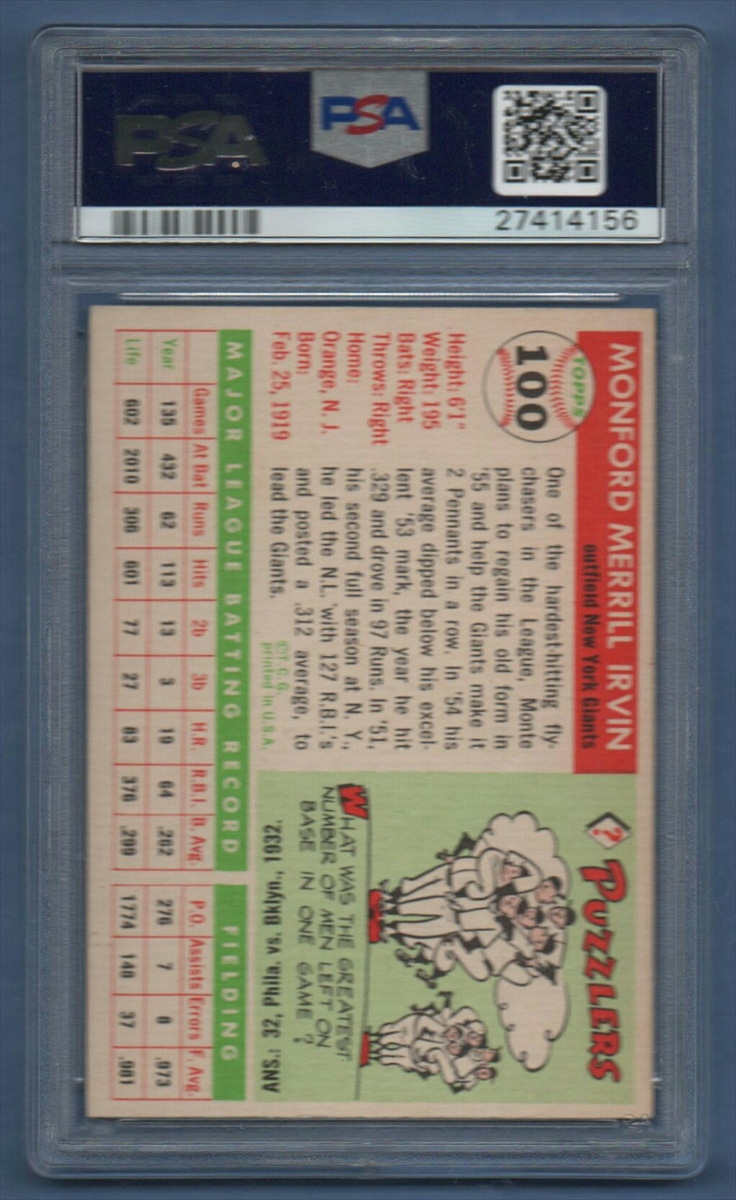 PSA
PSA
27414156
TOPPS
100
MONFORD MERRILL IRVIN
outfield New York Giants
Height: 6'1"
Weight: 195
Bats: Right
Throws: Right
Home:
Orange, N. J.
Born:
Feb. 25, 1919
One of the hardest-hitting fly-
chasers in the League, Monte
plans to regain his old form in
'55 and help the Giants make it
2 Pennants in a row. In '54 his
average dipped below his excel-
lent '53 mark, the year he hit
.329 and drove in 97 Runs. In '51,
his second full season at N. Y.,
he led the N.L. with 127 R.B.I.'s
and posted a .312 average, to
lead the Giants.
©T. C. G.
printed in U.S.A.
? PUZZLERS
WHAT WAS THE GREATEST
NUMBER OF MEN LEFT ON
BASE IN ONE GAME ?
ANS.: 32, Phila. vs. Bklyn., 1932.
MAJOR LEAGUE BATTING RECORD
FIELDING
Games At Bat Runs Hits 2b 3b H.R. R.B.I. B. Avg. P.O. Assists Errors F. Avg.
Year 135 432 62 113 13 3 19 64 .262 276 7 8 .973
Life 602 2010 306 601 77 27 83 376 .299 1774 148 37 .981